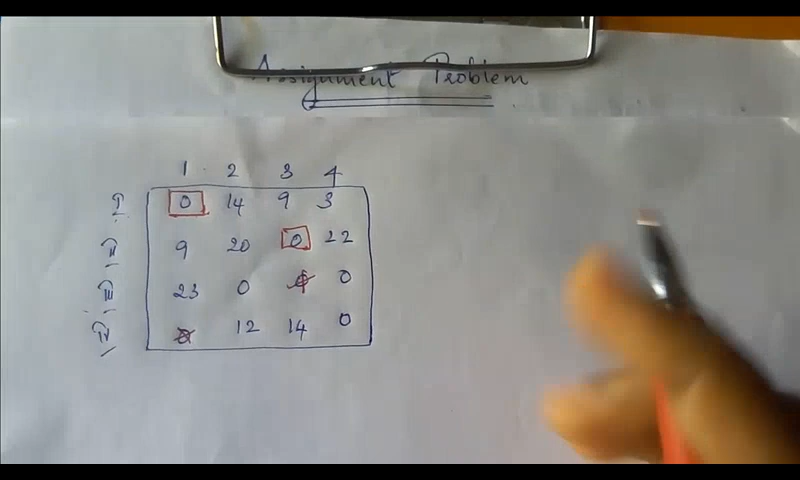 Assignment Problem
1 2 3 4
I 0 14 9 3
II 9 20 0 22
III 23 0 0
IV 0 12 14 0